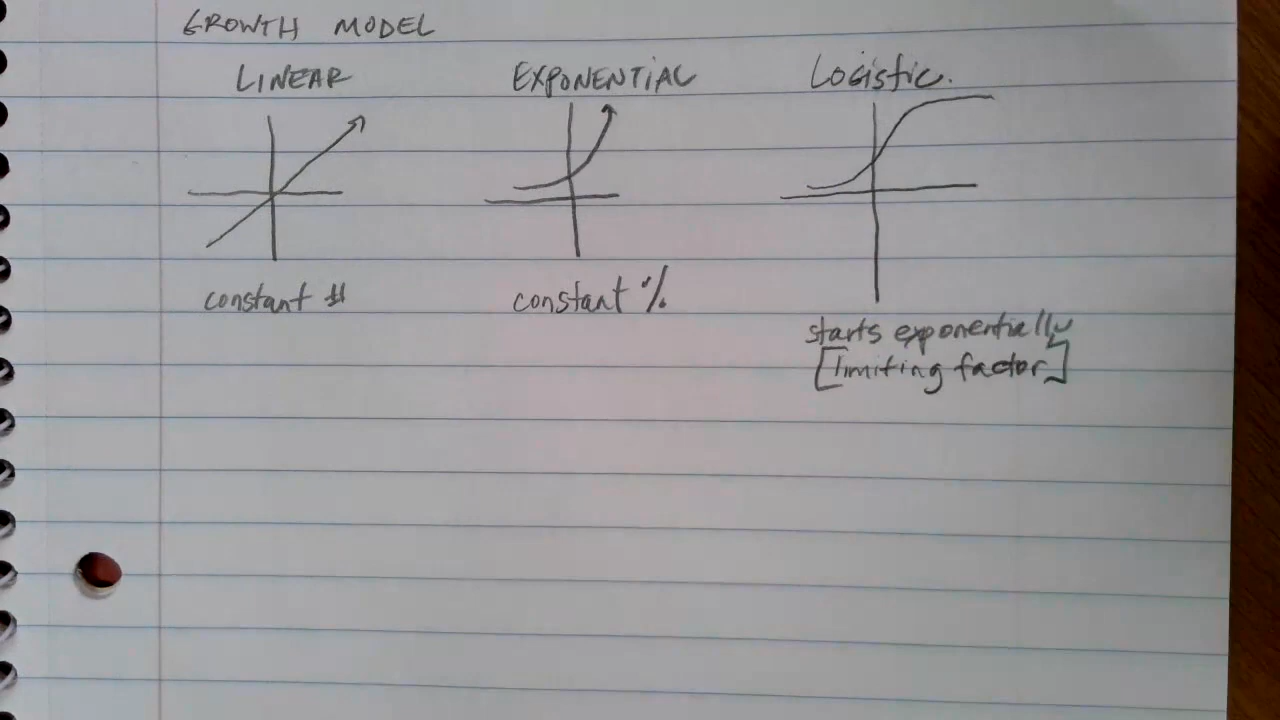 GROWTH MODEL
LINEAR EXPONENTIAL Logistic.
constant # constant %
starts exponentially
[limiting factor]